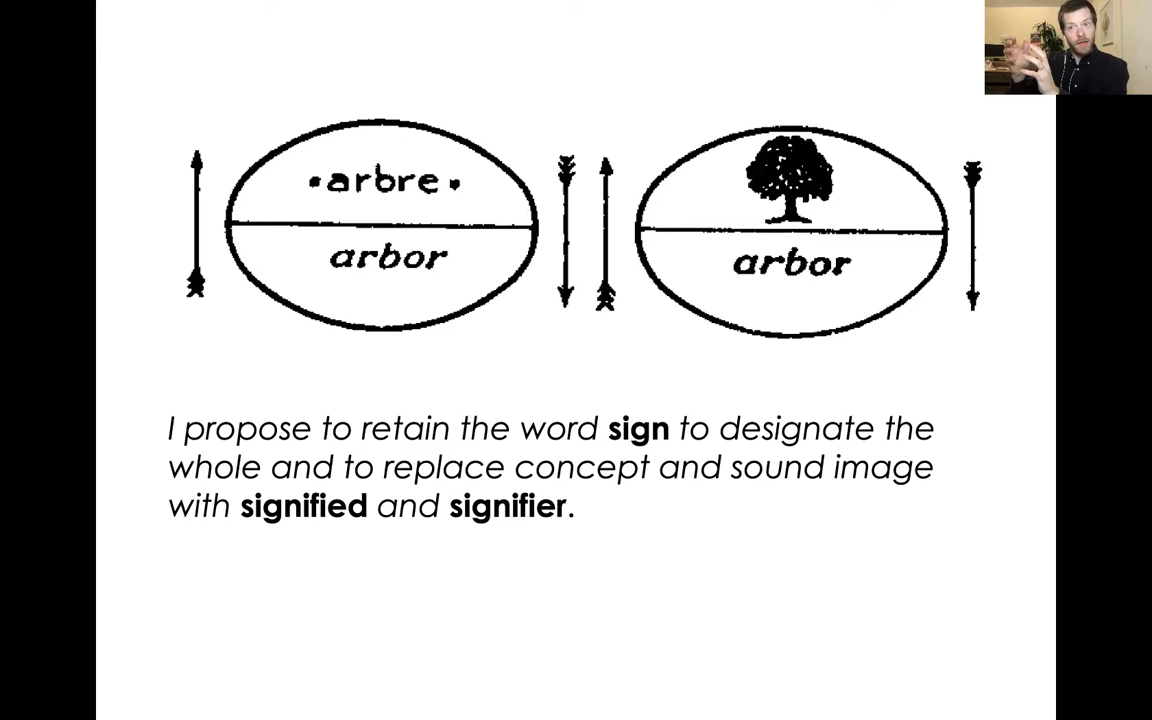 •arbre•
arbor
arbor
I propose to retain the word sign to designate the
whole and to replace concept and sound image
with signified and signifier.